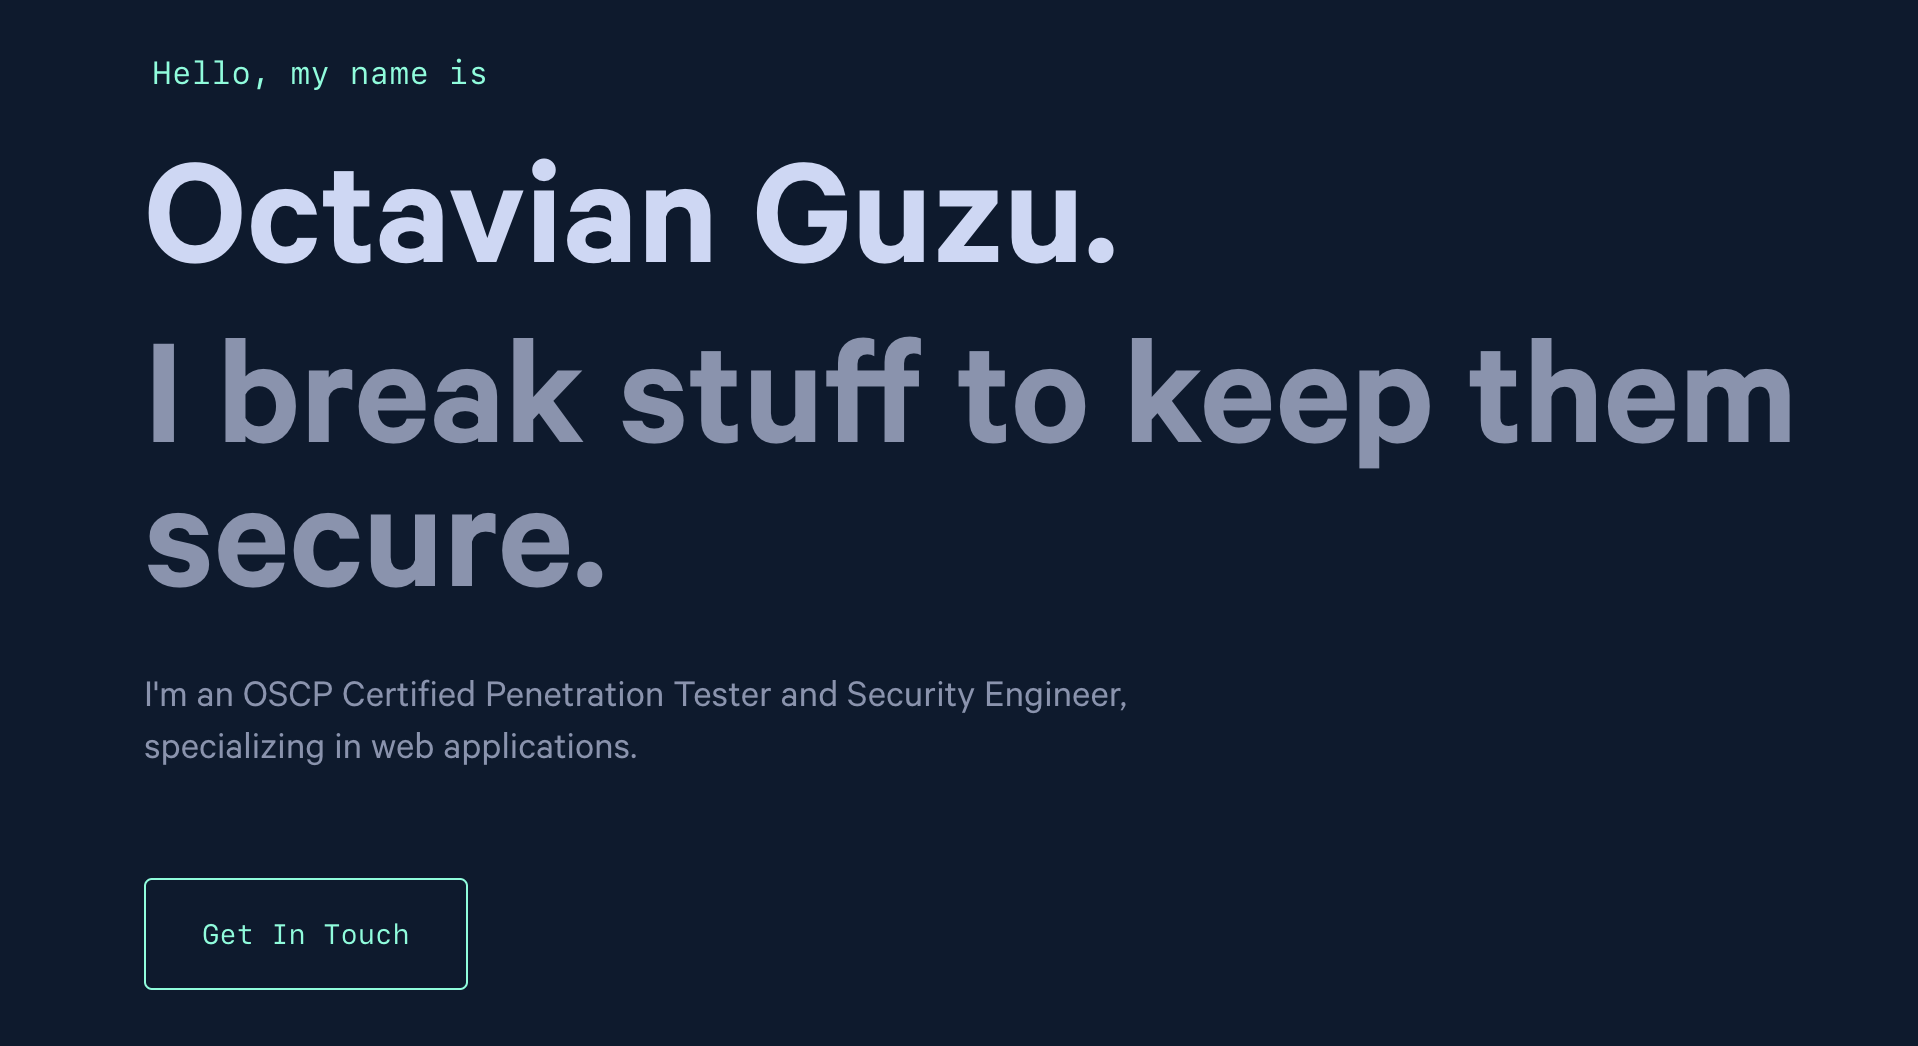 Hello, my name is
Octavian Guzu.
I break stuff to keep them
secure.
I'm an OSCP Certified Penetration Tester and Security Engineer,
specializing in web applications.
Get In Touch